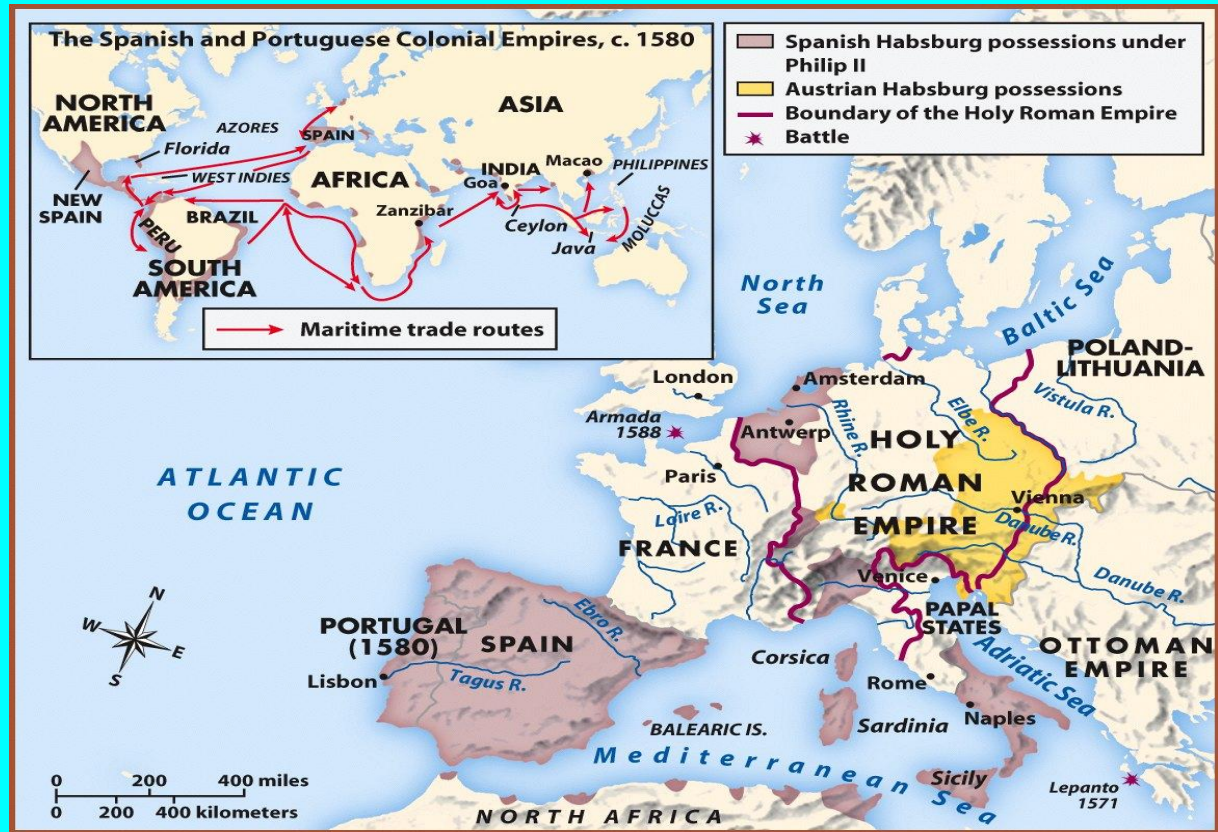 The Spanish and Portuguese Colonial Empires, c. 1580
NORTH
AMERICA
ASIA
AZORES
SPAIN
Florida
WEST INDIES
NEW
SPAIN
AFRICA
INDIA
Goa
Macao
PHILIPPINES
BRAZIL
Zanzibar
Ceylon
Java
MOLUCCAS
PERU
SOUTH
AMERICA
Maritime trade routes
Spanish Habsburg possessions under
Philip II
Austrian Habsburg possessions
Boundary of the Holy Roman Empire
Battle
North
Sea
Baltic Sea
POLAND-
LITHUANIA
London
Amsterdam
Vistula R.
Armada
1588
Antwerp
Rhine R.
Elbe R.
HOLY
ROMAN
EMPIRE
Paris
Vienna
ATLANTIC
OCEAN
Loire R.
FRANCE
Danube R.
Danube R.
Venice
PAPAL
STATES
OTTOMAN
EMPIRE
Adriatic Sea
N
W
E
S
PORTUGAL
(1580)
SPAIN
Ebro R.
Corsica
Lisbon
Tagus R.
Rome
Naples
BALEARIC IS.
Sardinia
Mediterranean Sea
Sicily
Lepanto
1571
0 200 400 miles
0 200 400 kilometers
NORTH AFRICA